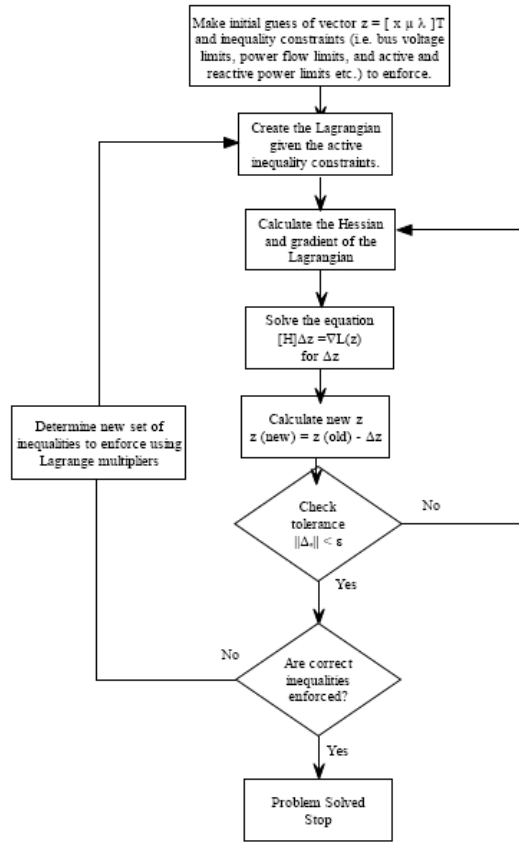 Make initial guess of vector z = [ x μ λ ]T
and inequality constraints (i.e. bus voltage
limits, power flow limits, and active and
reactive power limits etc.) to enforce.
Create the Lagrangian
given the active
inequality constraints.
Calculate the Hessian
and gradient of the
Lagrangian
Solve the equation
[H]Δz =∇L(z)
for Δz
Calculate new z
z (new) = z (old) - Δz
Determine new set of
inequalities to enforce using
Lagrange multipliers
Check
tolerance
||Δz|| < ε
No
Yes
No
Are correct
inequalities
enforced?
Yes
Problem Solved
Stop